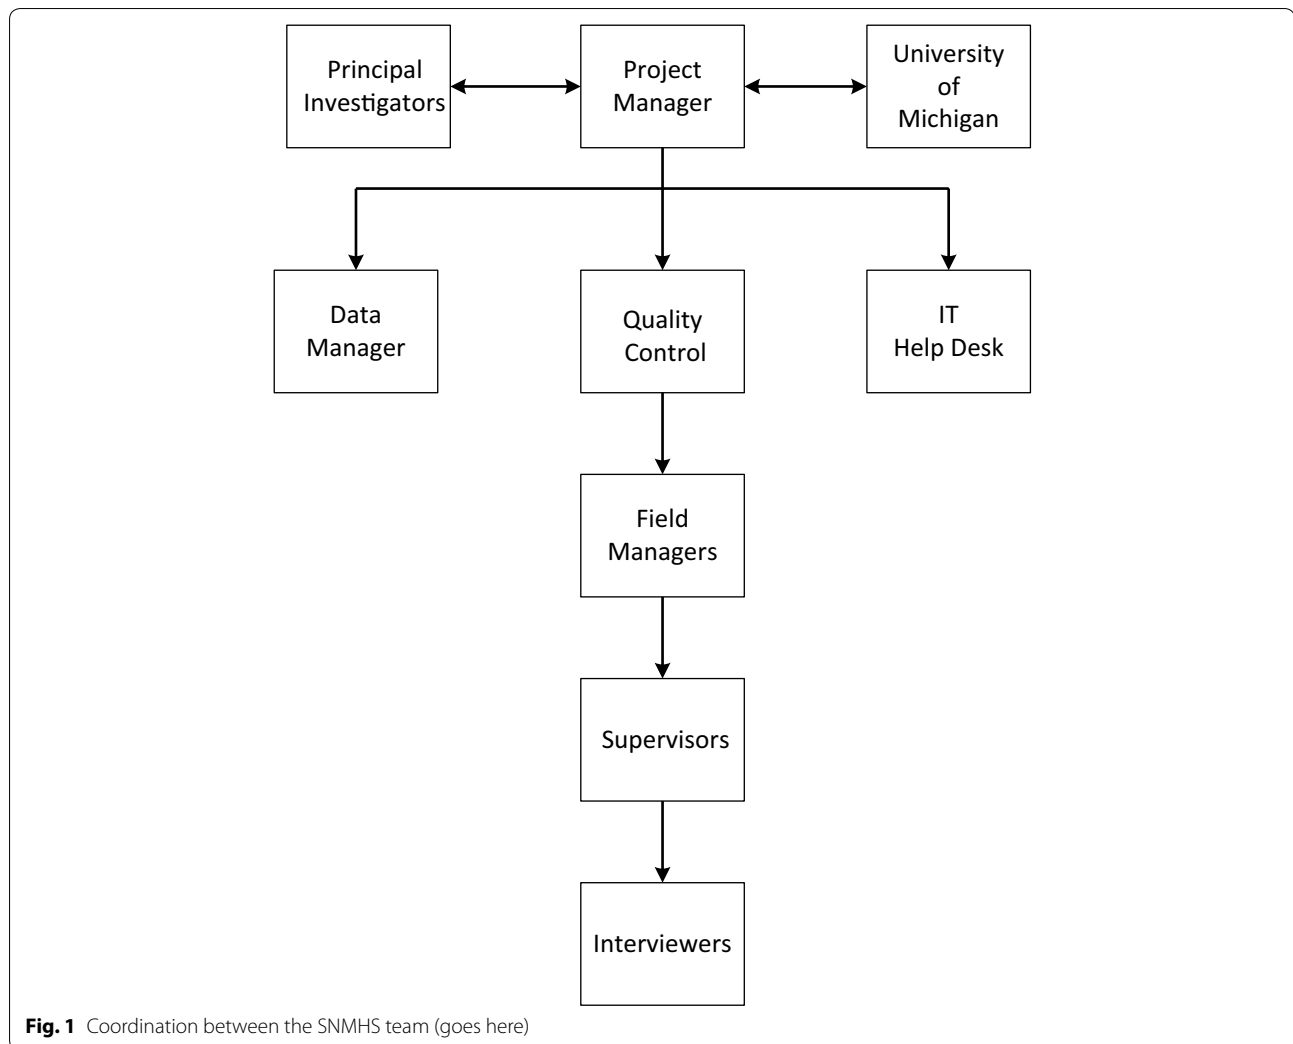 Principal
Investigators
Project
Manager
University
of
Michigan
Data
Manager
Quality
Control
IT
Help Desk
Field
Managers
Supervisors
Interviewers
Fig. 1 Coordination between the SNMHS team (goes here)